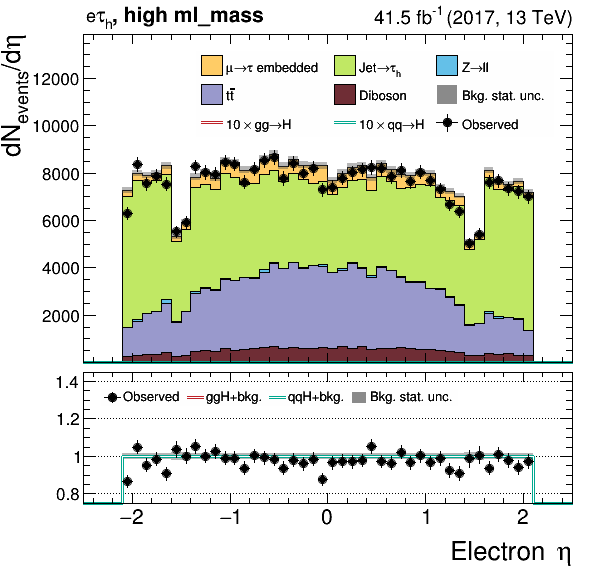 eτh, high ml_mass 41.5 fb-1 (2017, 13 TeV)
dNevents/dη
12000
10000
8000
6000
4000
2000
μ→τ embedded Jet→τh Z→ll
tt̄ Diboson Bkg. stat. unc.
10 × gg→H 10 × qq→H Observed
1.4
1.2
1
0.8
Observed ggH+bkg. qqH+bkg. Bkg. stat. unc.
−2 −1 0 1 2
Electron η